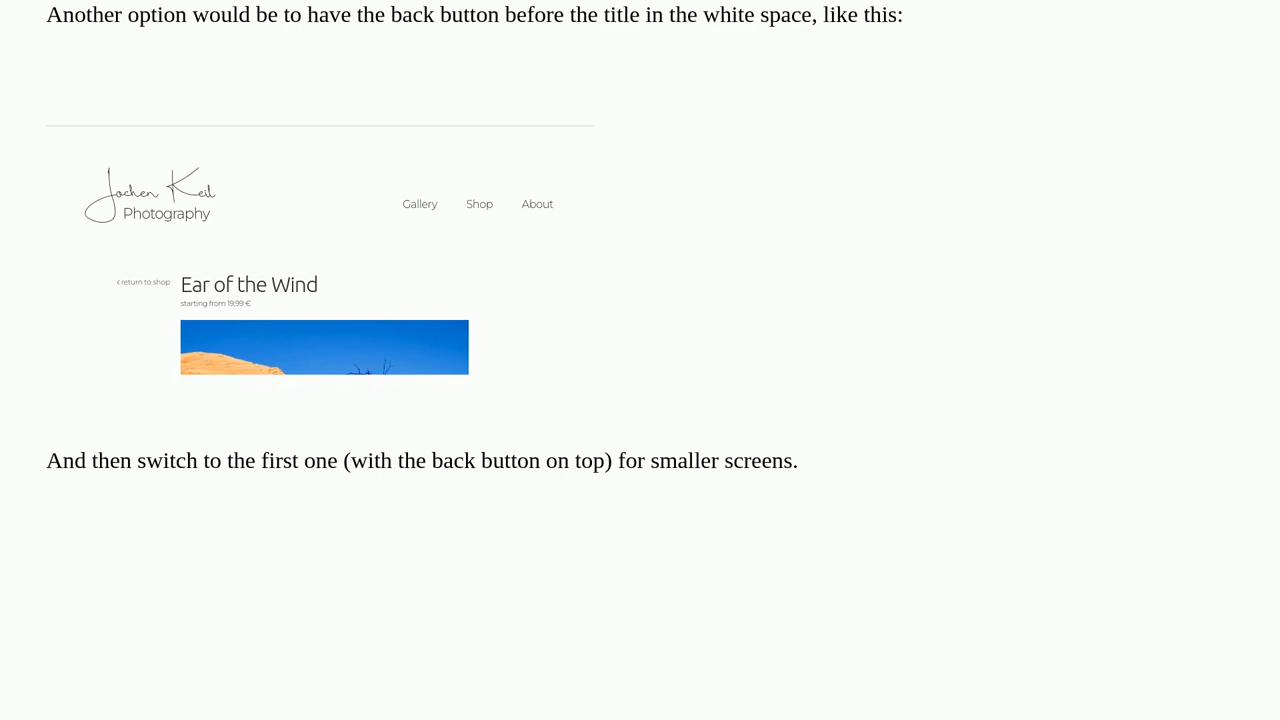 Another option would be to have the back button before the title in the white space, like this:
Jochen Keil
Photography
Gallery Shop About
< return to shop Ear of the Wind
starting from 19,99 €
And then switch to the first one (with the back button on top) for smaller screens.